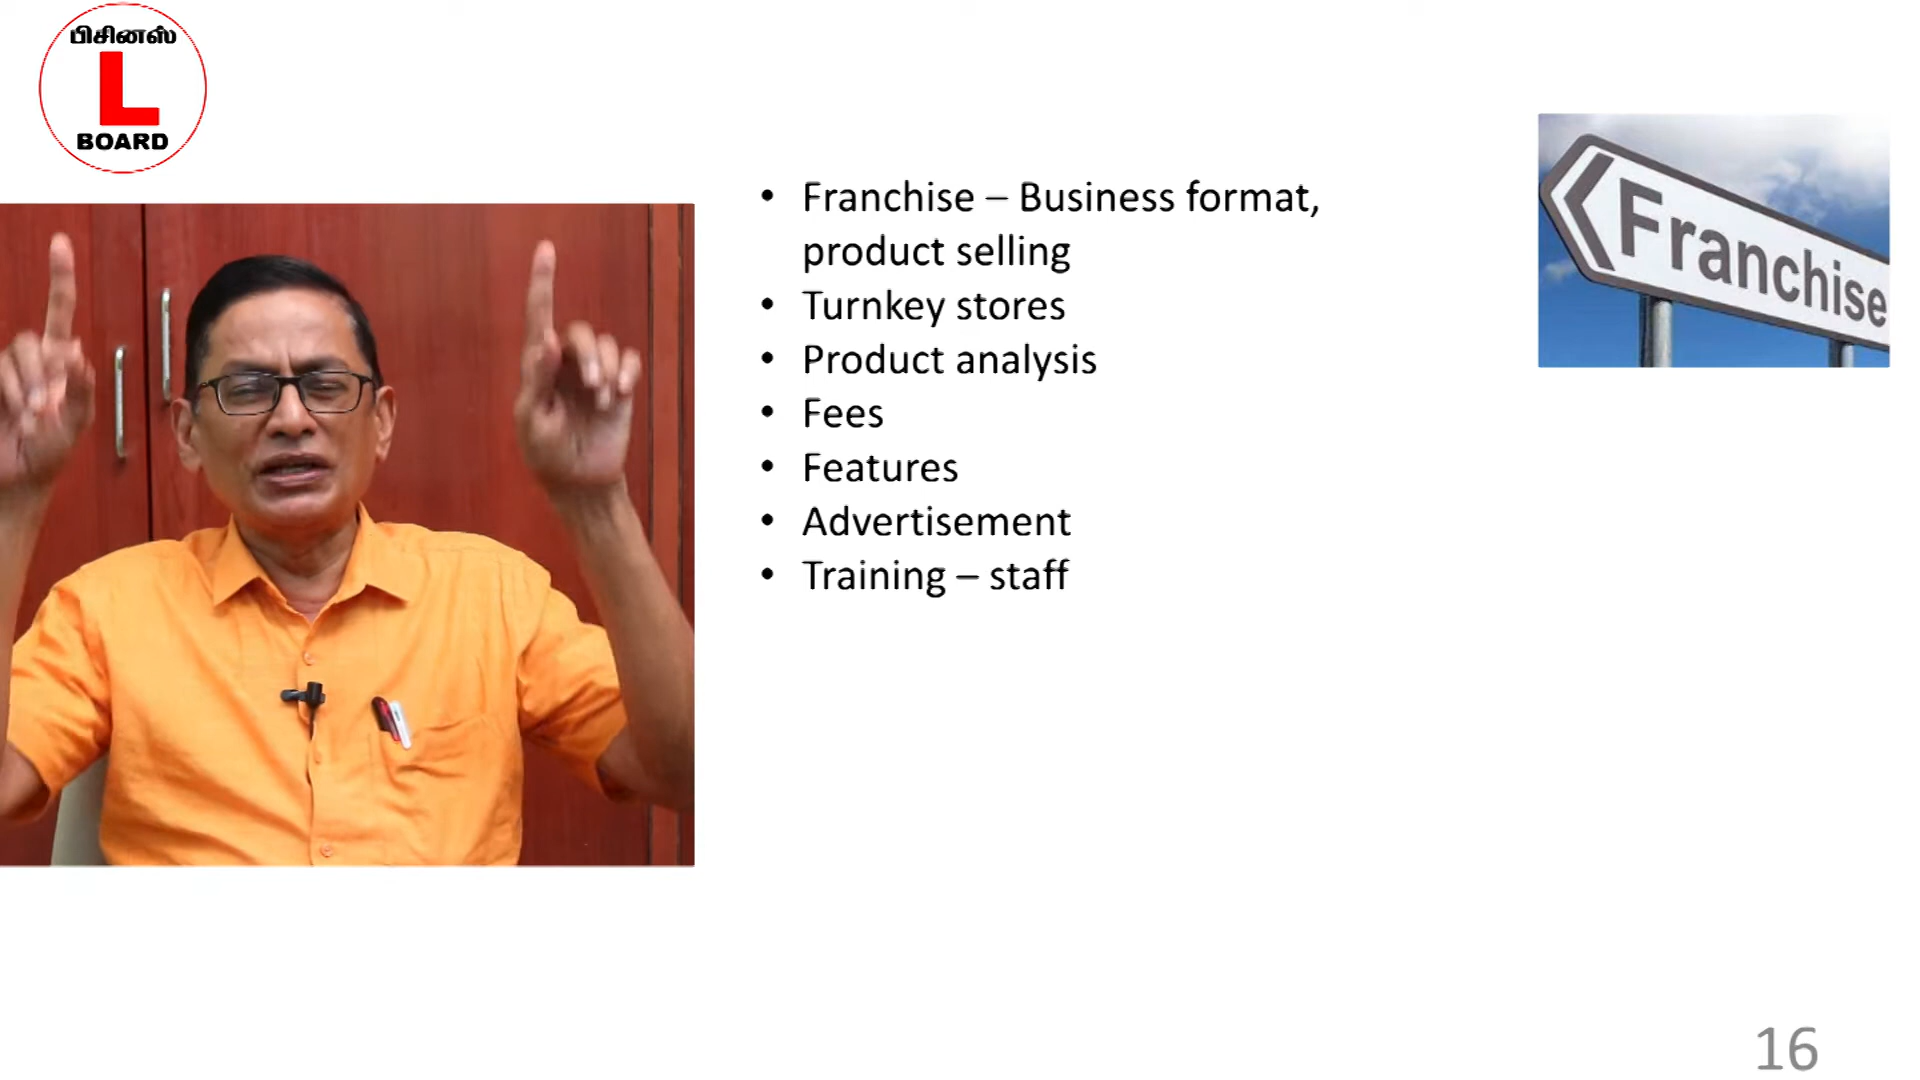 பிசினஸ்
L
BOARD
• Franchise – Business format,
product selling
• Turnkey stores
• Product analysis
• Fees
• Features
• Advertisement
• Training – staff
Franchise
16